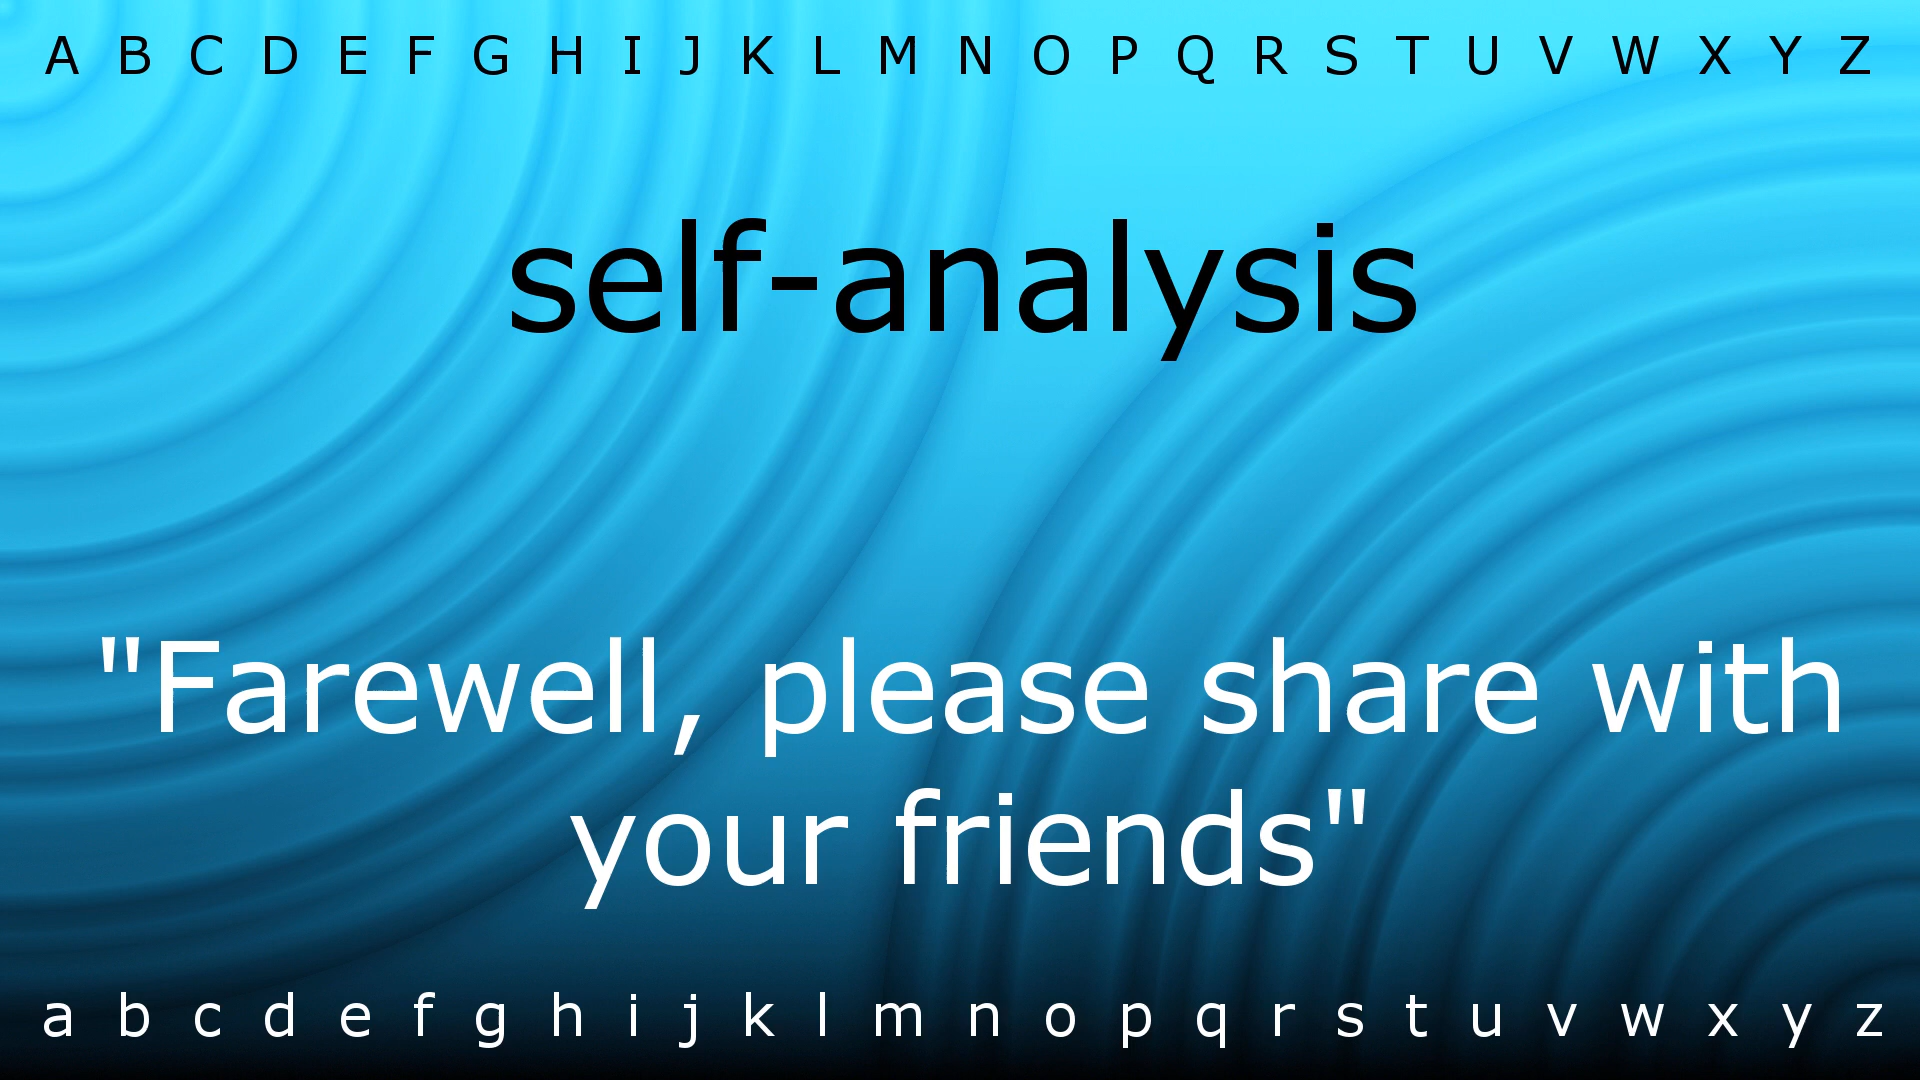 A B C D E F G H I J K L M N O P Q R S T U V W X Y Z
self-analysis
"Farewell, please share with
your friends"
a b c d e f g h i j k l m n o p q r s t u v w x y z